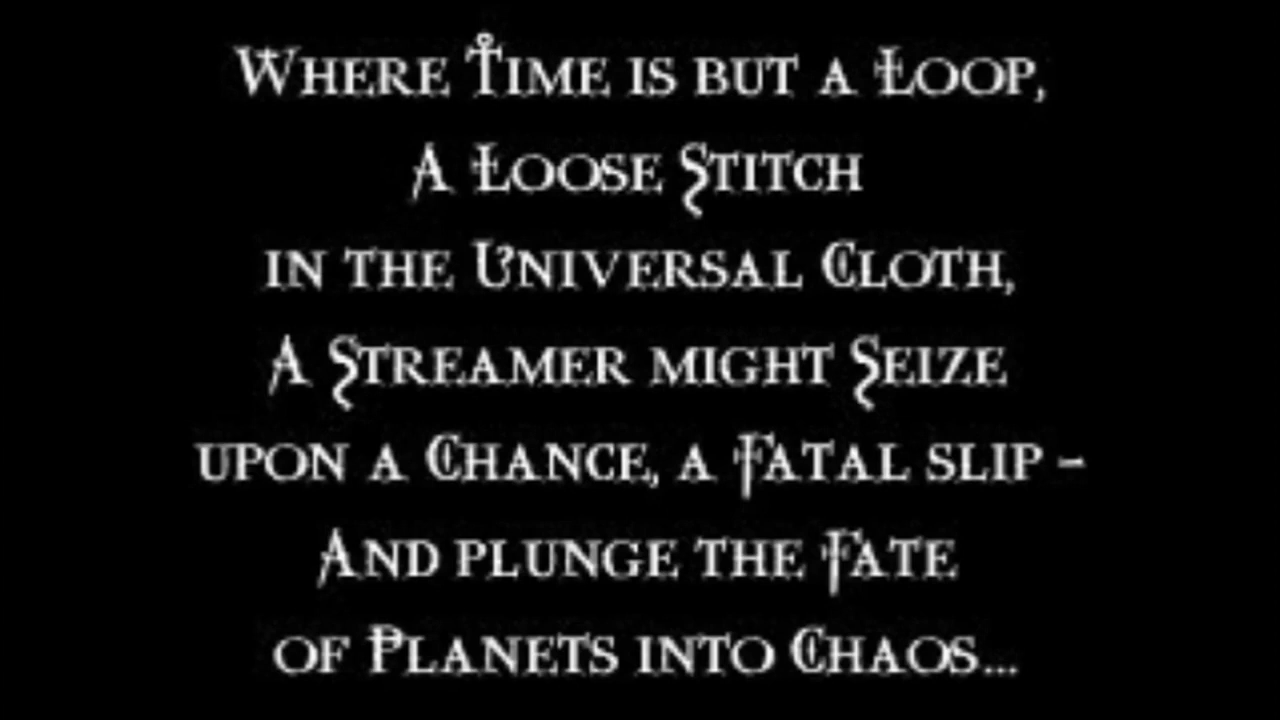 Where Time is but a Loop,
A Loose Stitch
in the Universal Cloth,
A Streamer might Seize
upon a Chance, a Fatal slip –
And plunge the Fate
of Planets into Chaos...